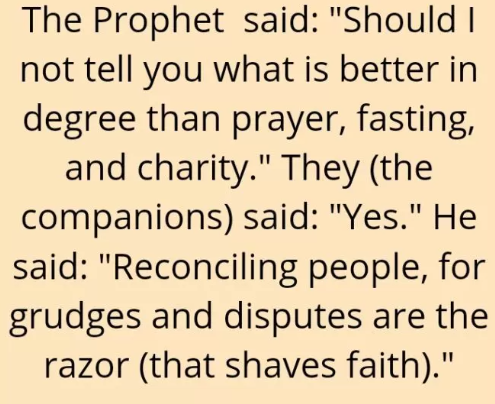 The Prophet  said: "Should I
not tell you what is better in
degree than prayer, fasting,
and charity." They (the
companions) said: "Yes." He
said: "Reconciling people, for
grudges and disputes are the
razor (that shaves faith)."